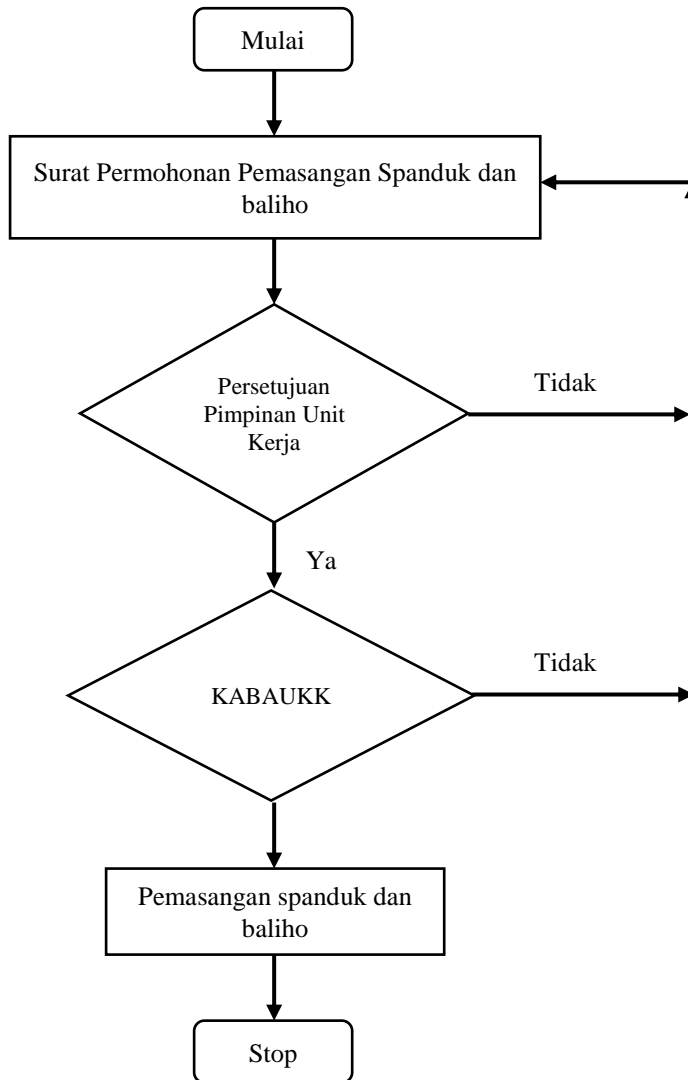 Mulai
Surat Permohonan Pemasangan Spanduk dan
baliho
Persetujuan
Pimpinan Unit
Kerja
Tidak
Ya
KABAUKK
Tidak
Pemasangan spanduk dan
baliho
Stop